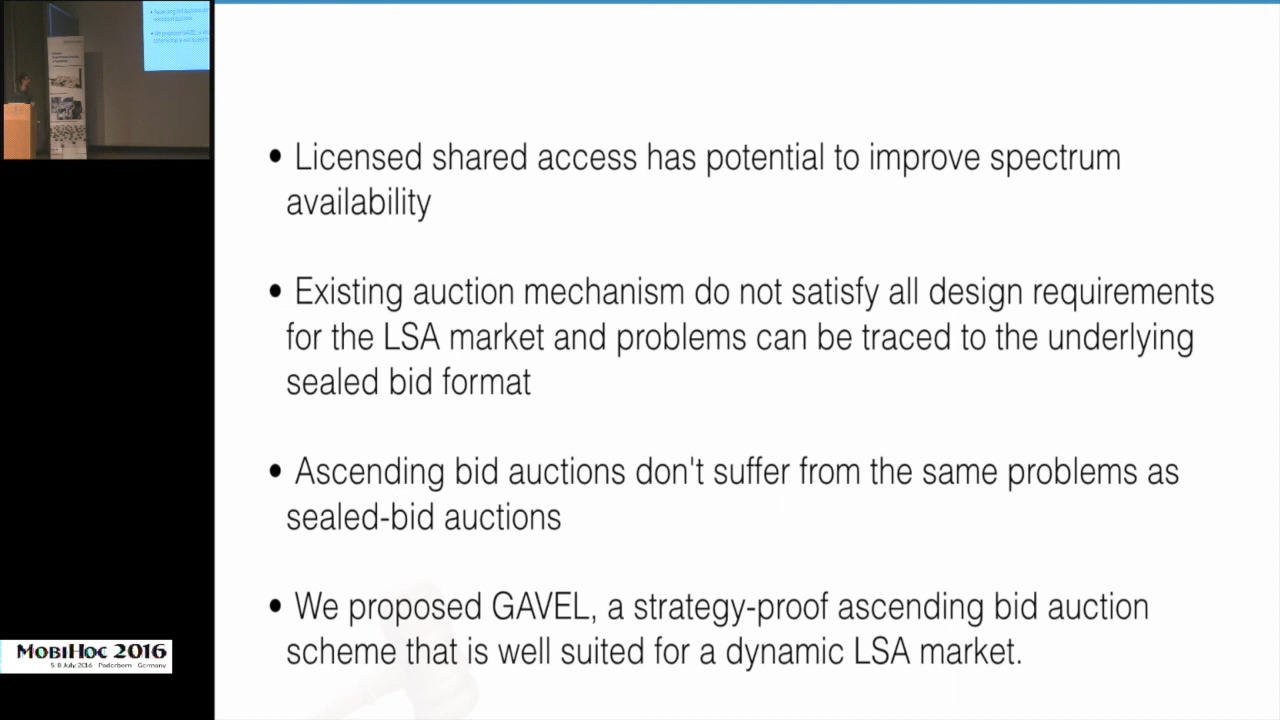 • Licensed shared access has potential to improve spectrum
availability
• Existing auction mechanism do not satisfy all design requirements
for the LSA market and problems can be traced to the underlying
sealed bid format
• Ascending bid auctions don't suffer from the same problems as
sealed-bid auctions
• We proposed GAVEL, a strategy-proof ascending bid auction
scheme that is well suited for a dynamic LSA market.
MOBIHOC 2016
5-8 July 2016 Paderborn Germany